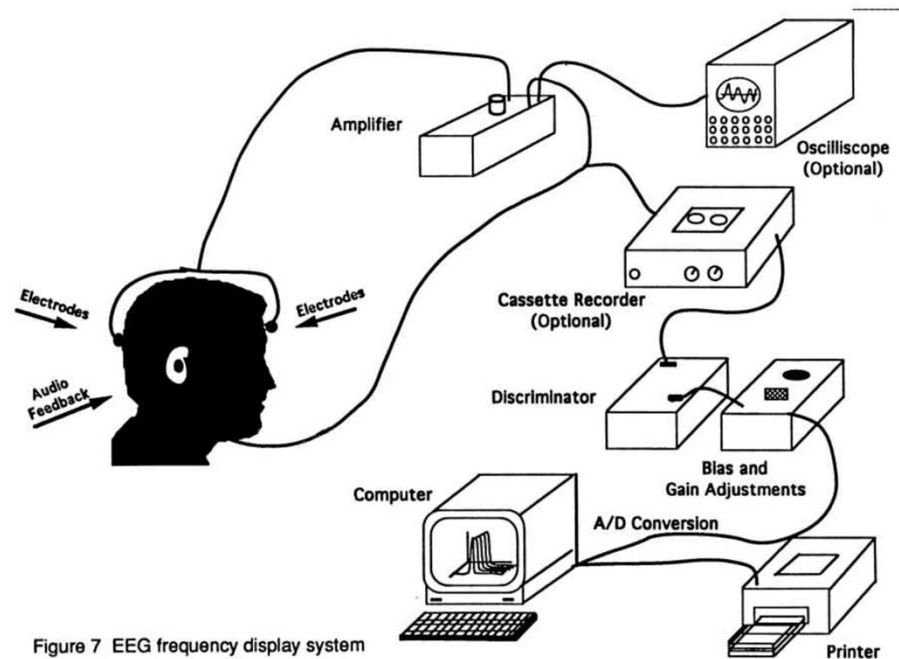 Amplifier
Oscilliscope
(Optional)
Electrodes
Electrodes
Cassette Recorder
(Optional)
Audio
Feedback
Discriminator
Bias and
Gain Adjustments
Computer
A/D Conversion
Printer
Figure 7 EEG frequency display system